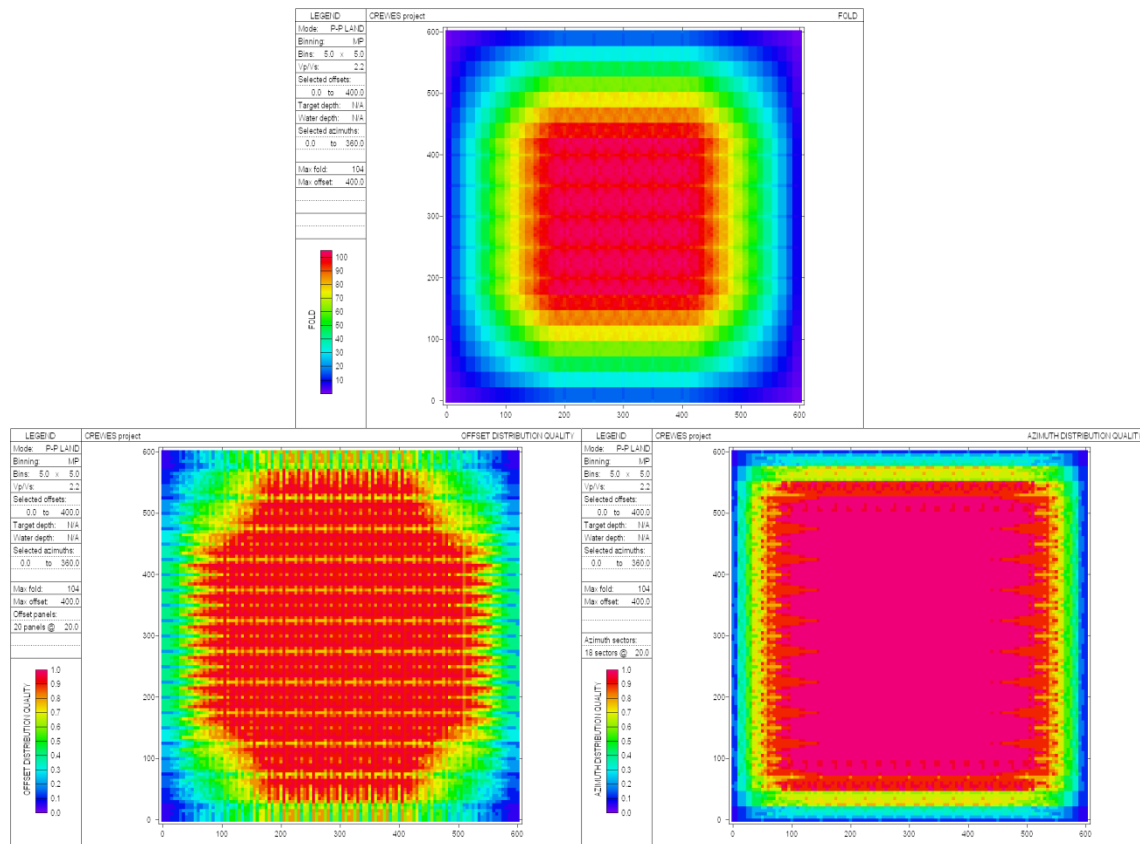 LEGEND CREWES project FOLD
Mode: P-P LAND
Binning: MP
Bins: 5.0 x 5.0
Vp/Vs: 2.2
Selected offsets:
0.0 to 400.0
Target depth: N/A
Water depth: N/A
Selected azimuths:
0.0 to 360.0
Max fold: 104
Max offset: 400.0
FOLD
100
90
80
70
60
50
40
30
20
10
600
500
400
300
200
100
0
0 100 200 300 400 500 600
LEGEND CREWES project OFFSET DISTRIBUTION QUALITY
Mode: P-P LAND
Binning: MP
Bins: 5.0 x 5.0
Vp/Vs: 2.2
Selected offsets:
0.0 to 400.0
Target depth: N/A
Water depth: N/A
Selected azimuths:
0.0 to 360.0
Max fold: 104
Max offset: 400.0
Offset panels:
20 panels @ 20.0
OFFSET DISTRIBUTION QUALITY
1.0
0.9
0.8
0.7
0.6
0.5
0.4
0.3
0.2
0.1
0.0
600
500
400
300
200
100
0
0 100 200 300 400 500 600
LEGEND CREWES project AZIMUTH DISTRIBUTION QUALITY
Mode: P-P LAND
Binning: MP
Bins: 5.0 x 5.0
Vp/Vs: 2.2
Selected offsets:
0.0 to 400.0
Target depth: N/A
Water depth: N/A
Selected azimuths:
0.0 to 360.0
Max fold: 104
Max offset: 400.0
Azimuth sectors:
18 sectors @ 20.0
AZIMUTH DISTRIBUTION QUALITY
1.0
0.9
0.8
0.7
0.6
0.5
0.4
0.3
0.2
0.1
0.0
600
500
400
300
200
100
0
0 100 200 300 400 500 600